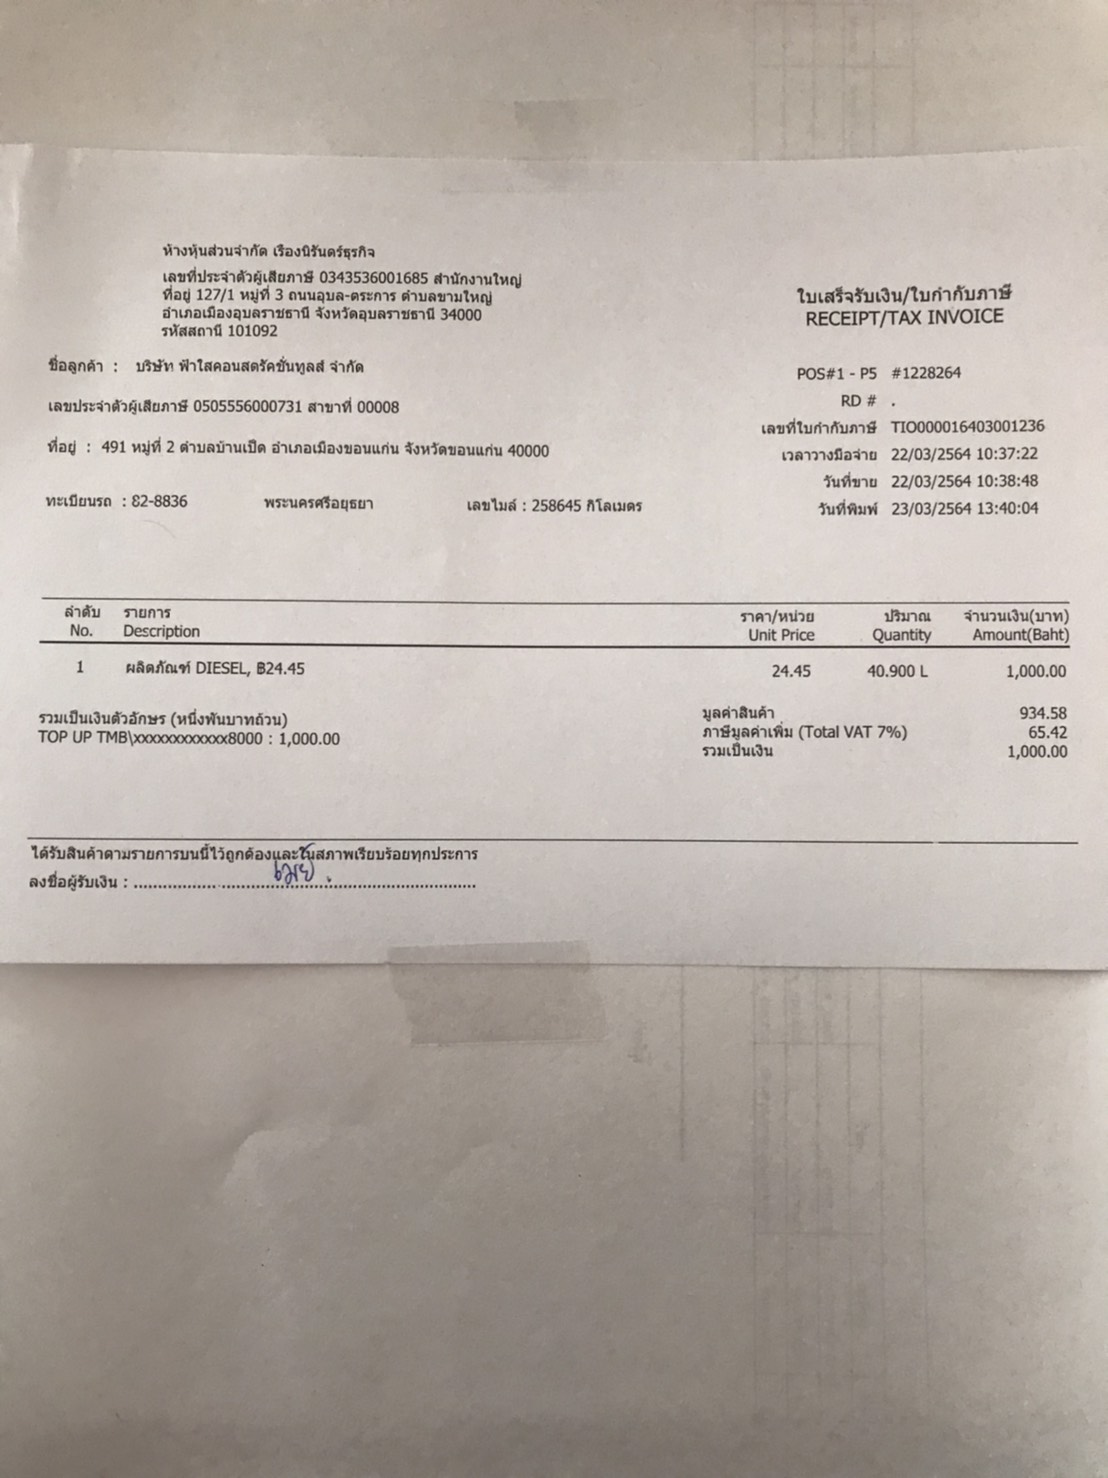 ห้างหุ้นส่วนจำกัด เรืองนิรันดร์ธุรกิจ
เลขที่ประจำตัวผู้เสียภาษี 0343536001685 สำนักงานใหญ่
ที่อยู่ 127/1 หมู่ที่ 3 ถนนอุบล-ตระการ ตำบลขามใหญ่
อำเภอเมืองอุบลราชธานี จังหวัดอุบลราชธานี 34000
รหัสสถานี 101092
ใบเสร็จรับเงิน/ใบกำกับภาษี
RECEIPT/TAX INVOICE
ชื่อลูกค้า : บริษัท ฟ้าใสคอนสตรัคชั่นทูลส์ จำกัด
POS#1 - P5 #1228264
RD # .
เลขประจำตัวผู้เสียภาษี 0505556000731 สาขาที่ 00008
เลขที่ใบกำกับภาษี TIO000016403001236
ที่อยู่ : 491 หมู่ที่ 2 ตำบลบ้านเป็ด อำเภอเมืองขอนแก่น จังหวัดขอนแก่น 40000
เวลาวางมือจ่าย 22/03/2564 10:37:22
วันที่ขาย 22/03/2564 10:38:48
ทะเบียนรถ : 82-8836 พระนครศรีอยุธยา เลขไมล์ : 258645 กิโลเมตร
วันที่พิมพ์ 23/03/2564 13:40:04
ลำดับ รายการ ราคา/หน่วย ปริมาณ จำนวนเงิน(บาท)
No. Description Unit Price Quantity Amount(Baht)
1 ผลิตภัณฑ์ DIESEL, ฿24.45 24.45 40.900 L 1,000.00
รวมเป็นเงินตัวอักษร (หนึ่งพันบาทถ้วน) มูลค่าสินค้า 934.58
TOP UP TMB\xxxxxxxxxxxx8000 : 1,000.00 ภาษีมูลค่าเพิ่ม (Total VAT 7%) 65.42
รวมเป็นเงิน 1,000.00
ได้รับสินค้าตามรายการบนนี้ไว้ถูกต้องและในสภาพเรียบร้อยทุกประการ
ลงชื่อผู้รับเงิน :